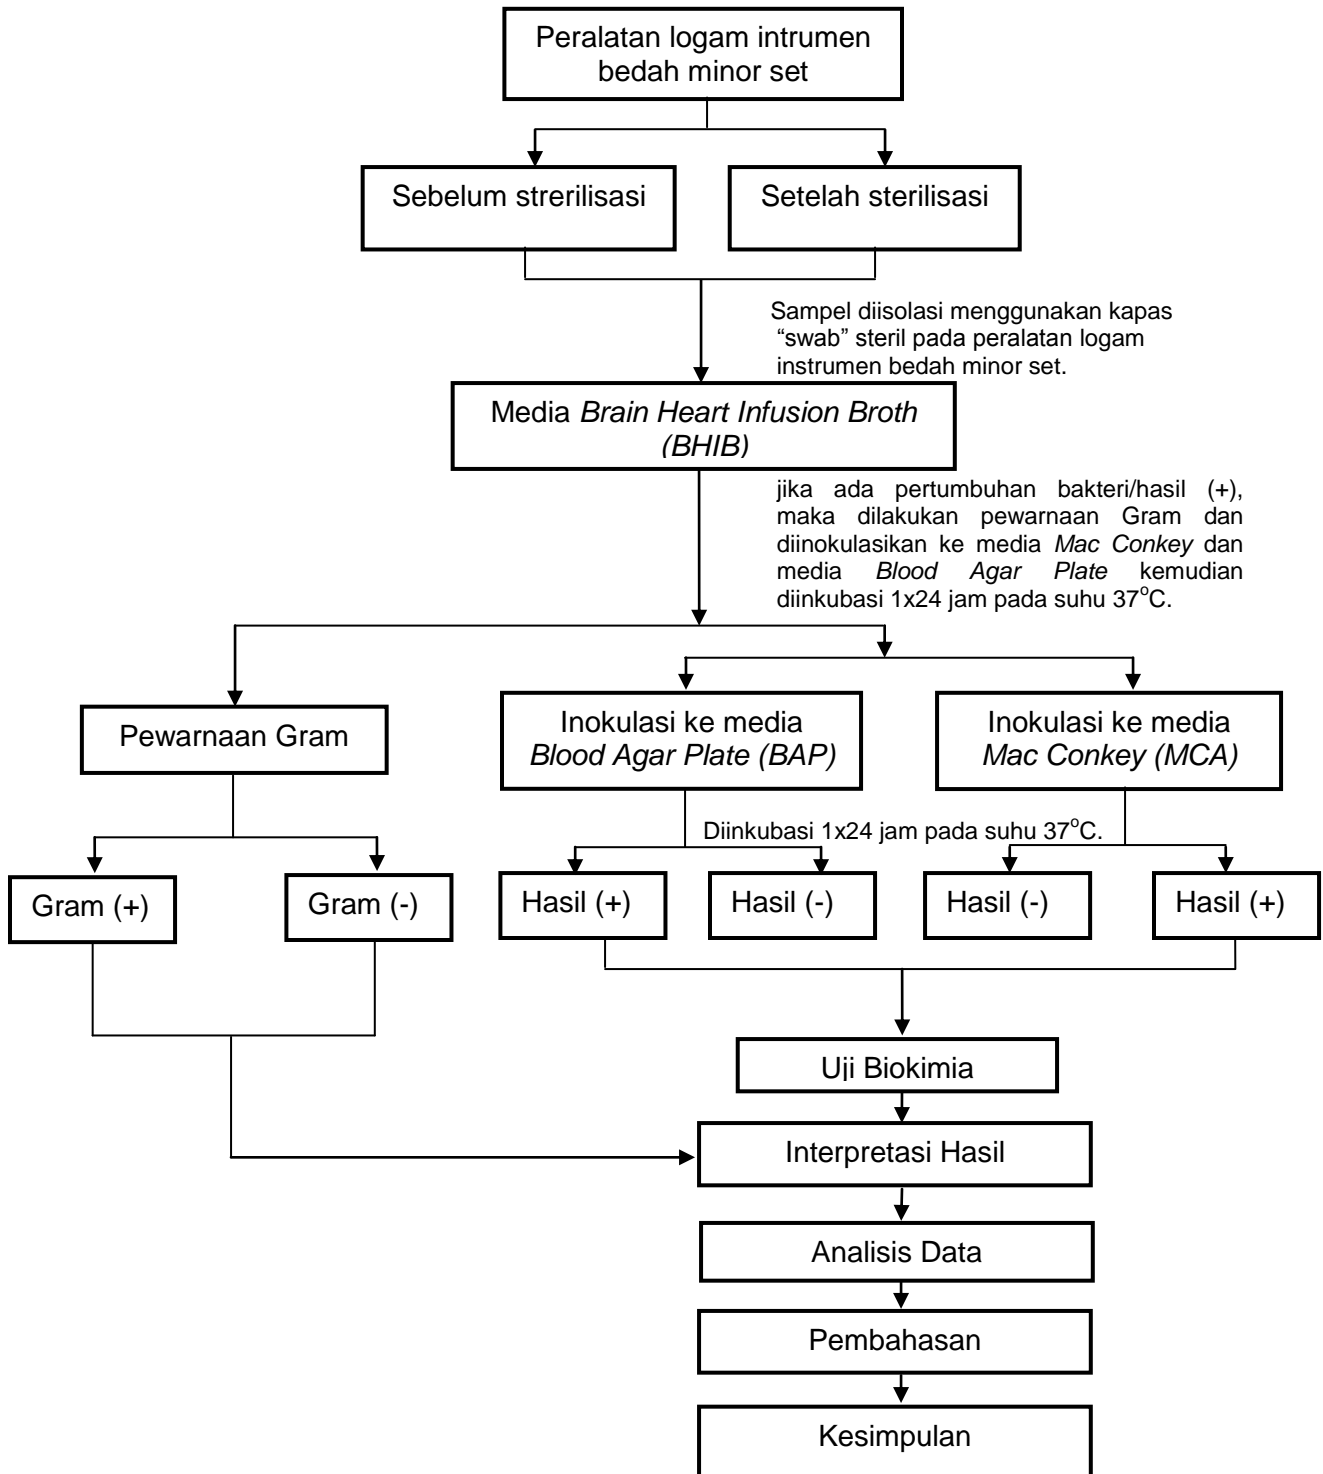 Peralatan logam intrumen
bedah minor set
Sebelum strerilisasi
Setelah sterilisasi
Sampel diisolasi menggunakan kapas
“swab” steril pada peralatan logam
instrumen bedah minor set.
Media Brain Heart Infusion Broth
(BHIB)
jika ada pertumbuhan bakteri/hasil (+),
maka dilakukan pewarnaan Gram dan
diinokulasikan ke media Mac Conkey dan
media Blood Agar Plate kemudian
diinkubasi 1x24 jam pada suhu 37°C.
Pewarnaan Gram
Inokulasi ke media
Blood Agar Plate (BAP)
Inokulasi ke media
Mac Conkey (MCA)
Diinkubasi 1x24 jam pada suhu 37°C.
Gram (+)
Gram (-)
Hasil (+)
Hasil (-)
Hasil (-)
Hasil (+)
Uji Biokimia
Interpretasi Hasil
Analisis Data
Pembahasan
Kesimpulan